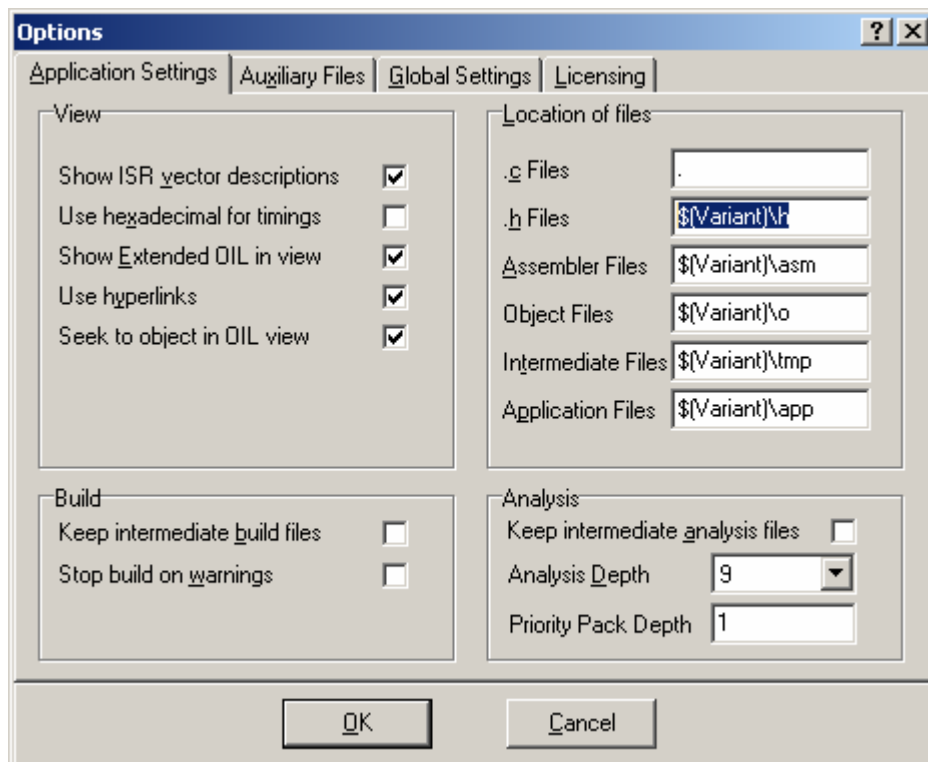 Options
Application Settings Auxiliary Files Global Settings Licensing
View
Show ISR vector descriptions
Use hexadecimal for timings
Show Extended OIL in view
Use hyperlinks
Seek to object in OIL view
Location of files
.c Files .
.h Files $(Variant)\h
Assembler Files $(Variant)\asm
Object Files $(Variant)\o
Intermediate Files $(Variant)\tmp
Application Files $(Variant)\app
Build
Keep intermediate build files
Stop build on warnings
Analysis
Keep intermediate analysis files
Analysis Depth 9
Priority Pack Depth 1
OK Cancel